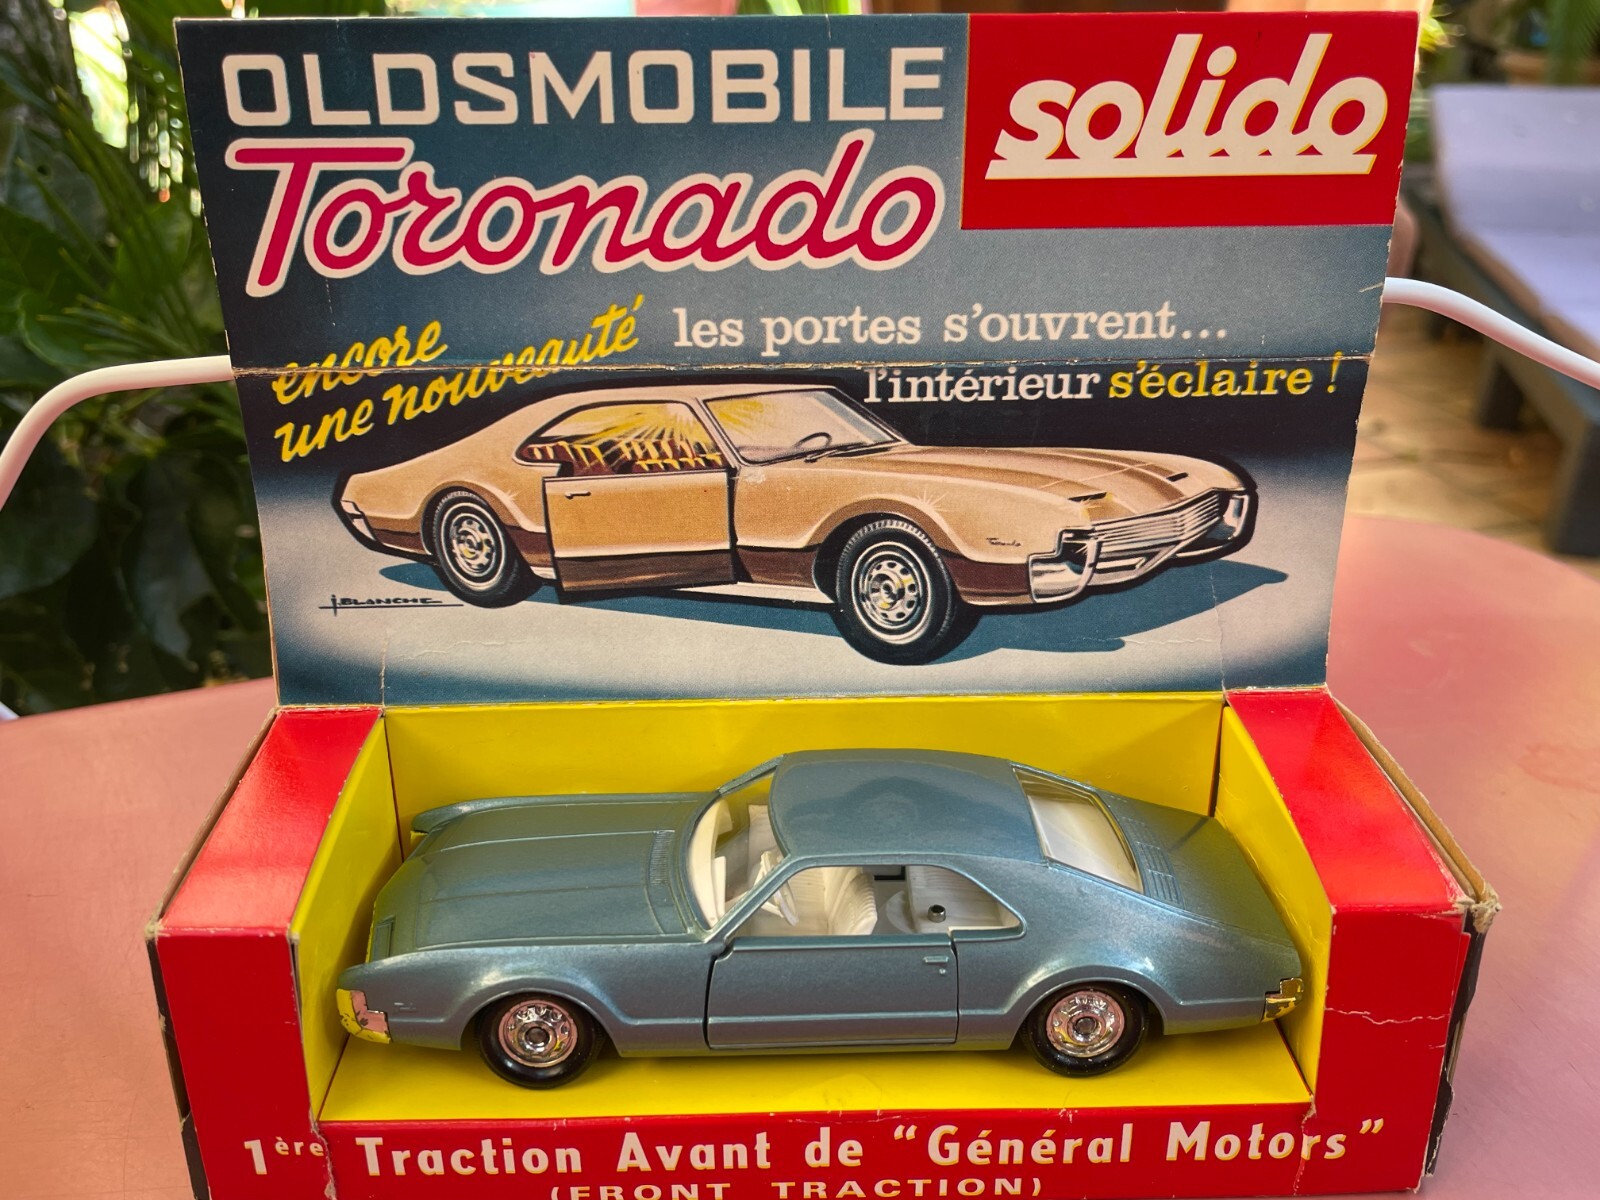 OLDSMOBILE
Toronado
solido
encore
une nouveauté
les portes s'ouvrent...
l'intérieur s'éclaire !
Toronado
j.BLANCHE
1ère Traction Avant de "Général Motors"
(FRONT TRACTION)